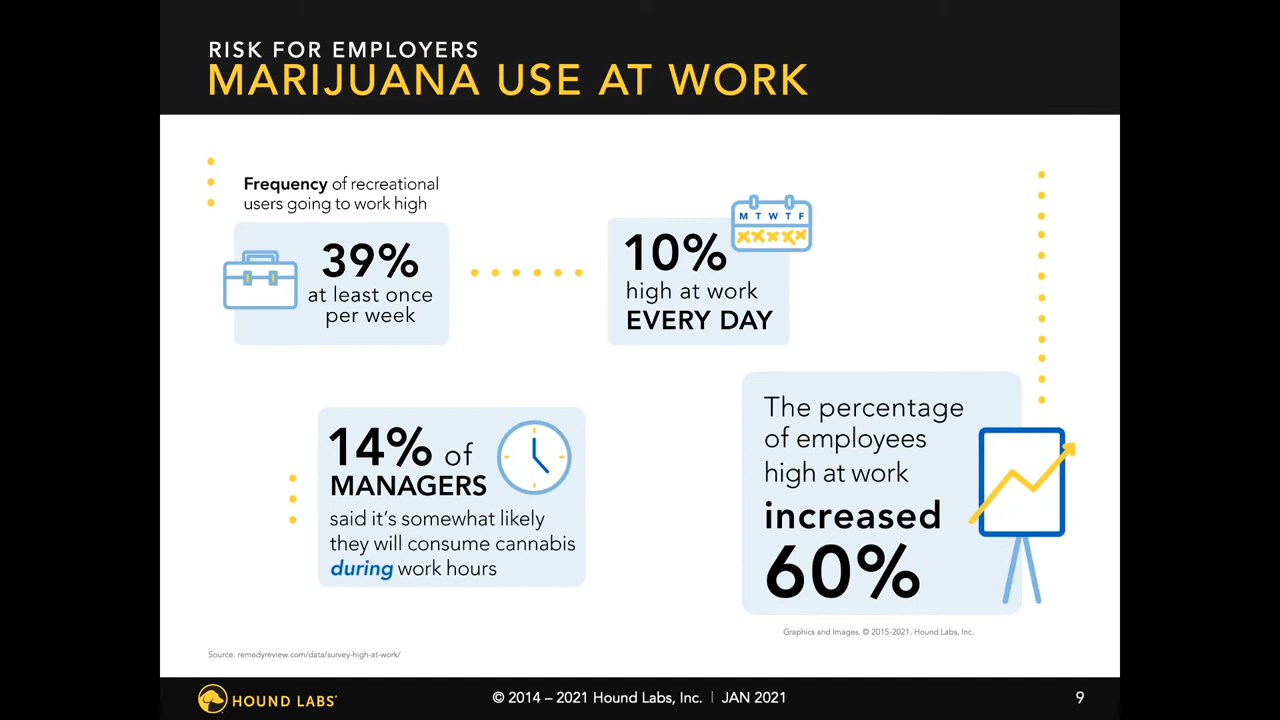 RISK FOR EMPLOYERS
MARIJUANA USE AT WORK
Frequency of recreational
users going to work high
39%
at least once
per week
M T W T F
10%
high at work
EVERY DAY
14% of
MANAGERS
said it's somewhat likely
they will consume cannabis
during work hours
The percentage
of employees
high at work
increased
60%
Graphics and Images. © 2015-2021. Hound Labs, Inc.
Source: remedyreview.com/data/survey-high-at-work/
HOUND LABS®
© 2014 – 2021 Hound Labs, Inc. | JAN 2021
9